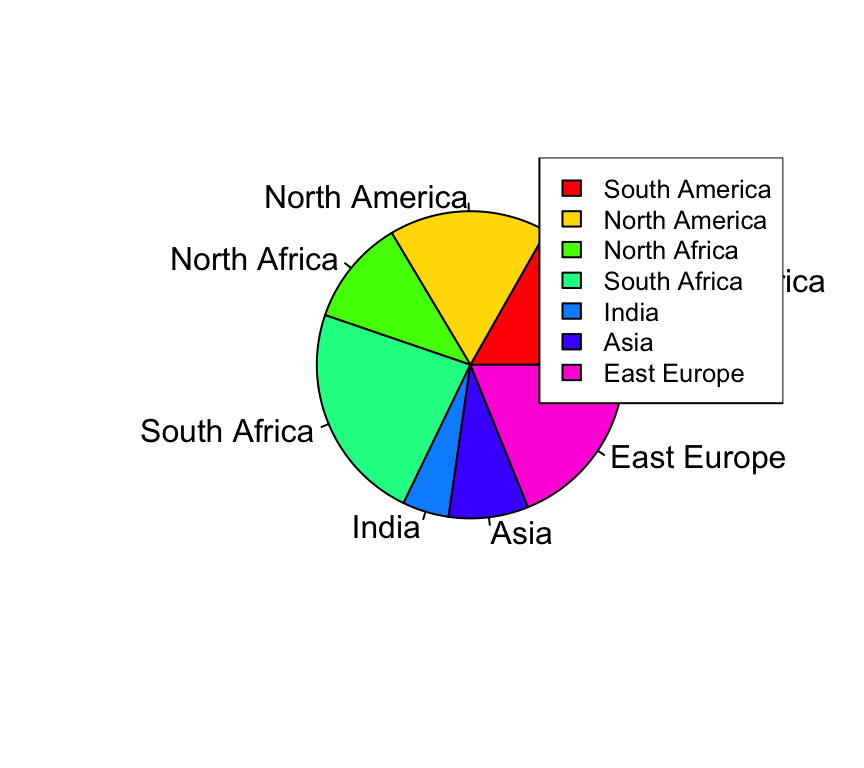 North America
North Africa
South Africa
India
Asia
East Europe
rica
South America
North America
North Africa
South Africa
India
Asia
East Europe